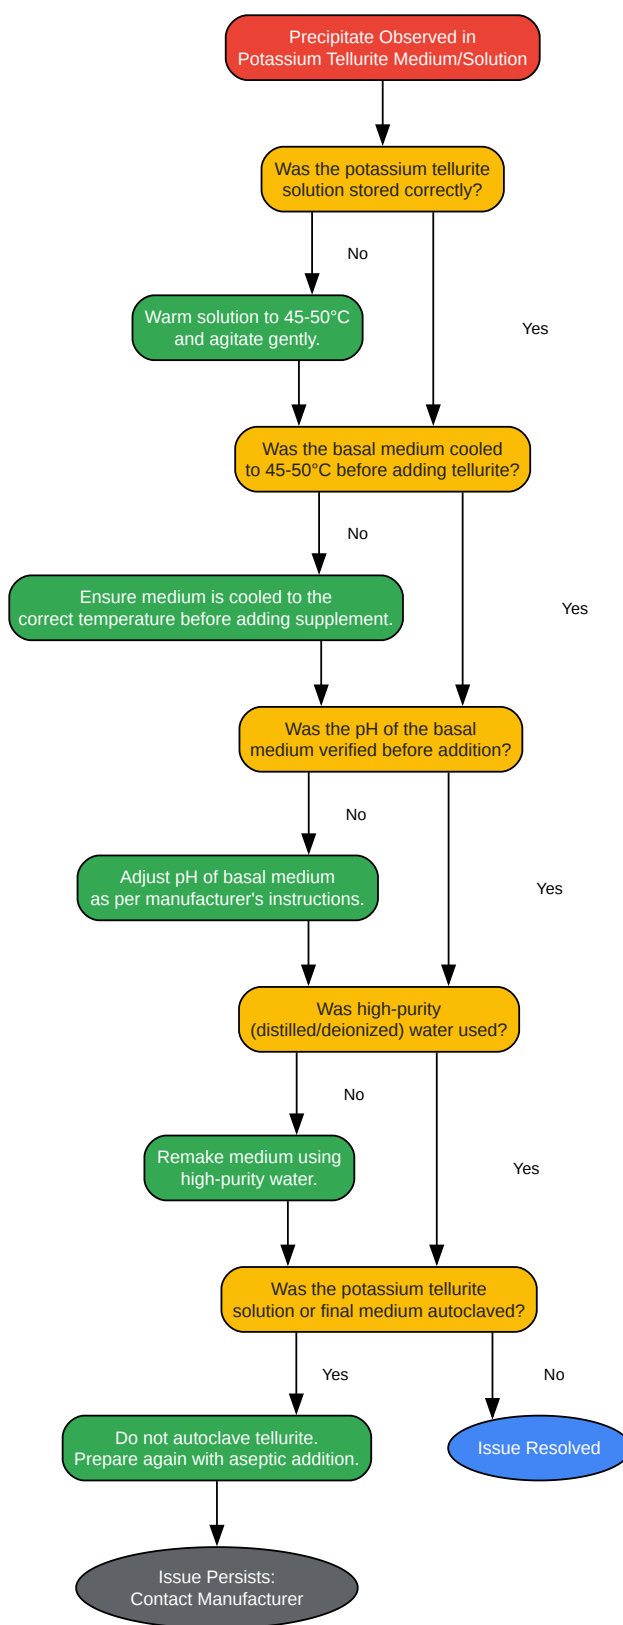 Precipitate Observed in
Potassium Tellurite Medium/Solution
Was the potassium tellurite
solution stored correctly?
No
Warm solution to 45-50°C
and agitate gently.
Yes
Was the basal medium cooled
to 45-50°C before adding tellurite?
No
Ensure medium is cooled to the
correct temperature before adding supplement.
Yes
Was the pH of the basal
medium verified before addition?
No
Adjust pH of basal medium
as per manufacturer's instructions.
Yes
Was high-purity
(distilled/deionized) water used?
No
Remake medium using
high-purity water.
Yes
Was the potassium tellurite
solution or final medium autoclaved?
Yes
No
Do not autoclave tellurite.
Prepare again with aseptic addition.
Issue Resolved
Issue Persists:
Contact Manufacturer